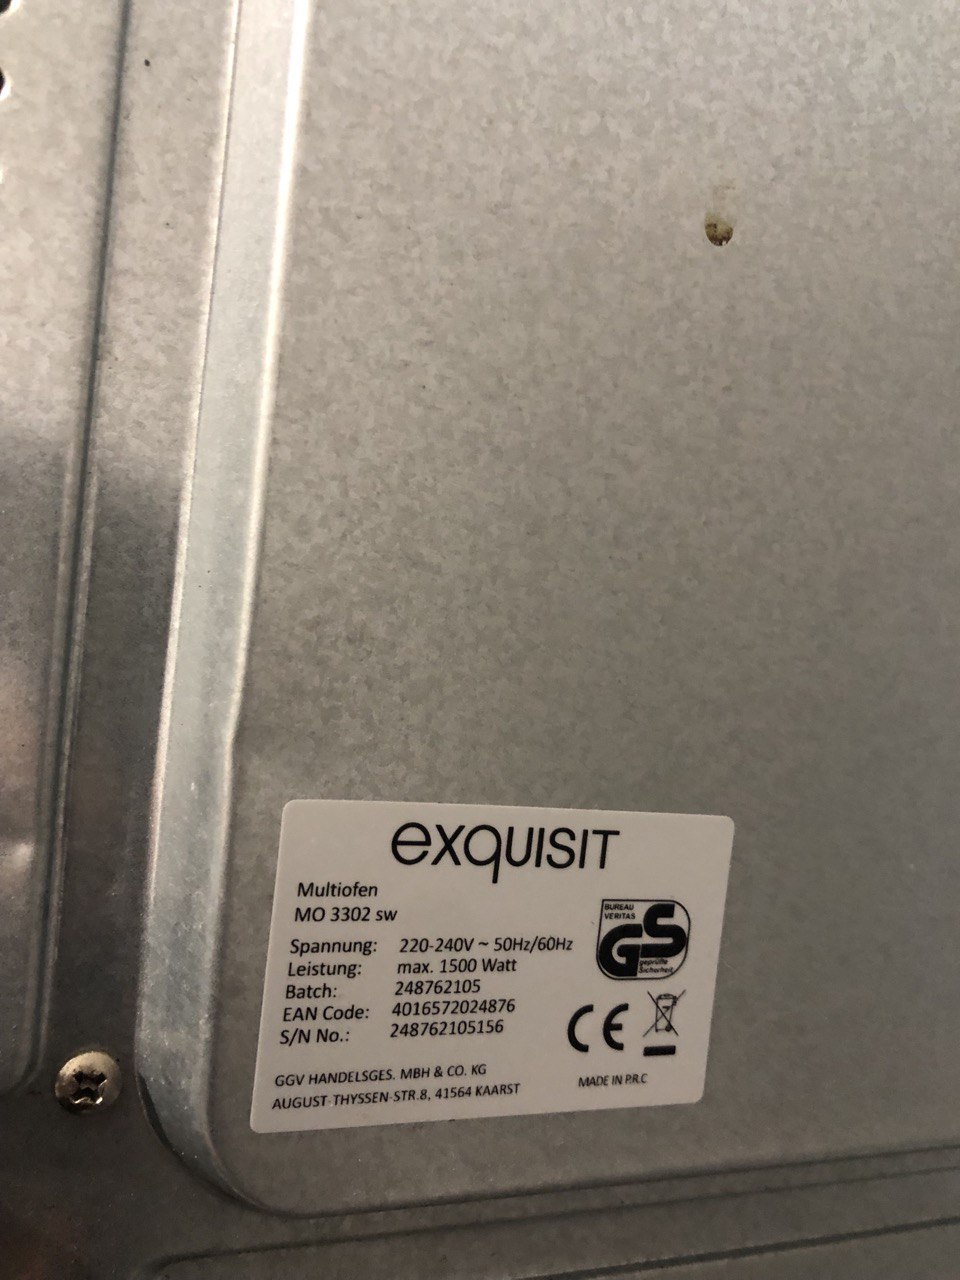 exquisit
Multiofen
MO 3302 sw
Spannung: 220-240V ~ 50Hz/60Hz
Leistung: max. 1500 Watt
Batch: 248762105
EAN Code: 4016572024876
S/N No.: 248762105156
BUREAU
VERITAS
GS
geprüfte
Sicherheit
CE
GGV HANDELSGES. MBH & CO. KG
AUGUST-THYSSEN-STR.8, 41564 KAARST
MADE IN P.R.C